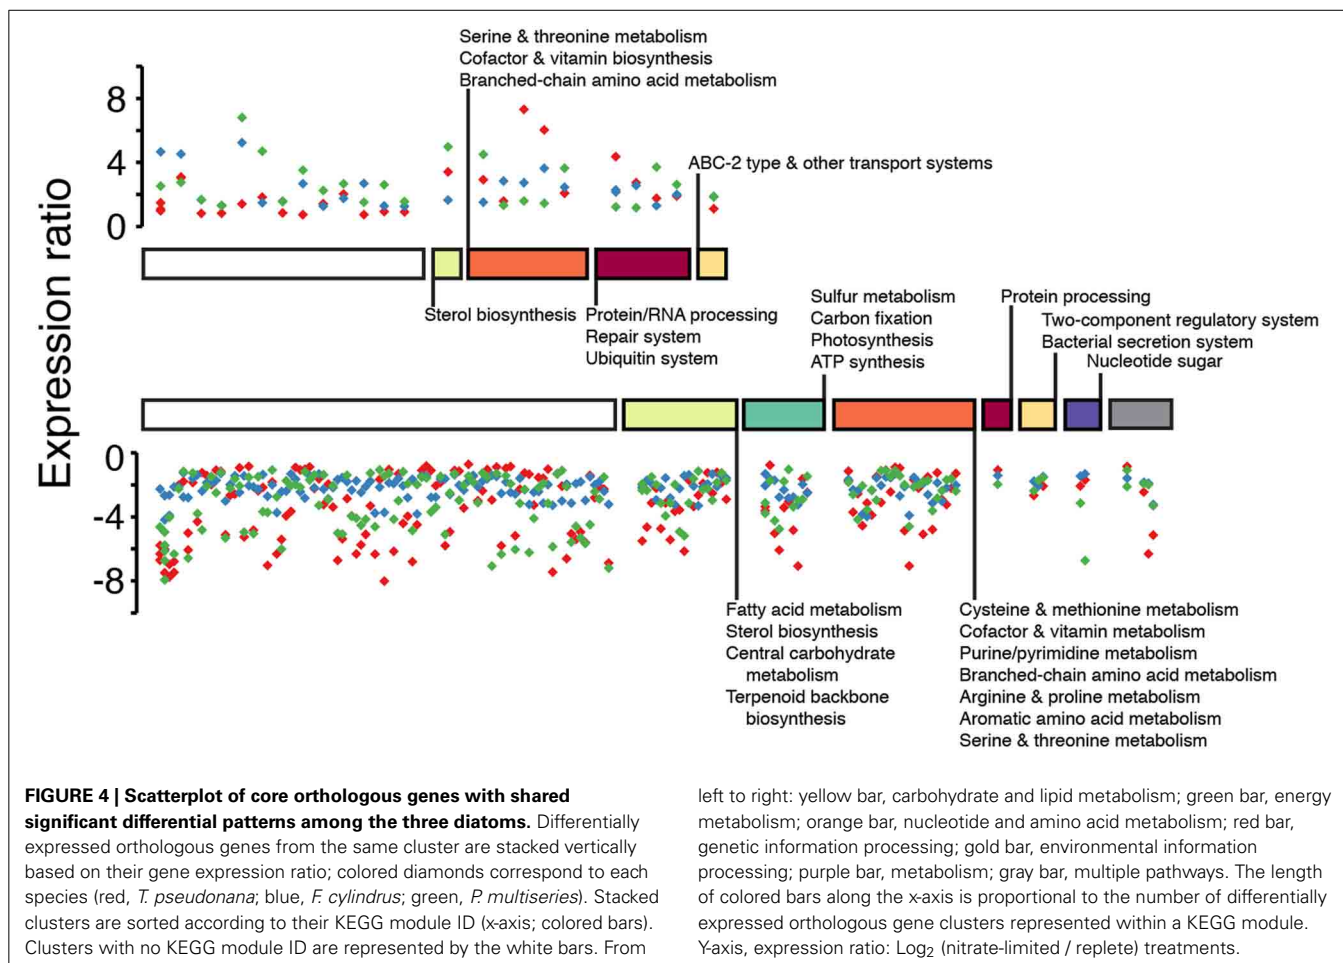 Serine & threonine metabolism
Cofactor & vitamin biosynthesis
Branched-chain amino acid metabolism
8
4
0
ABC-2 type & other transport systems
Expression ratio
Sterol biosynthesis
Protein/RNA processing
Repair system
Ubiquitin system
Sulfur metabolism
Carbon fixation
Photosynthesis
ATP synthesis
Protein processing
Two-component regulatory system
Bacterial secretion system
Nucleotide sugar
0
-4
-8
Fatty acid metabolism
Sterol biosynthesis
Central carbohydrate
metabolism
Terpenoid backbone
biosynthesis
Cysteine & methionine metabolism
Cofactor & vitamin metabolism
Purine/pyrimidine metabolism
Branched-chain amino acid metabolism
Arginine & proline metabolism
Aromatic amino acid metabolism
Serine & threonine metabolism
FIGURE 4 | Scatterplot of core orthologous genes with shared
significant differential patterns among the three diatoms. Differentially
expressed orthologous genes from the same cluster are stacked vertically
based on their gene expression ratio; colored diamonds correspond to each
species (red, T. pseudonana; blue, F. cylindrus; green, P. multiseries). Stacked
clusters are sorted according to their KEGG module ID (x-axis; colored bars).
Clusters with no KEGG module ID are represented by the white bars. From
left to right: yellow bar, carbohydrate and lipid metabolism; green bar, energy
metabolism; orange bar, nucleotide and amino acid metabolism; red bar,
genetic information processing; gold bar, environmental information
processing; purple bar, metabolism; gray bar, multiple pathways. The length
of colored bars along the x-axis is proportional to the number of differentially
expressed orthologous gene clusters represented within a KEGG module.
Y-axis, expression ratio: Log2 (nitrate-limited / replete) treatments.